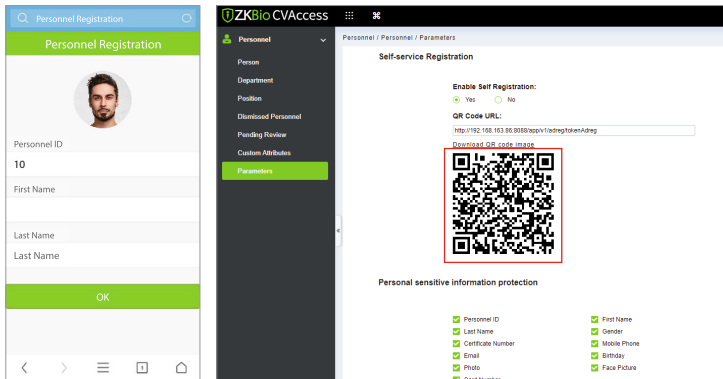 Personnel Registration
Personnel Registration
Personnel ID
10
First Name
Last Name
Last Name
OK
1
ZKBio CVAccess
Personnel
Person
Department
Position
Dismissed Personnel
Pending Review
Custom Attributes
Parameters
Personnel / Personnel / Parameters
Self-service Registration
Enable Self Registration:
Yes No
QR Code URL:
http://192.168.163.86:8088/app/v1/adreg/tokenAdreg
Download QR code image
Personal sensitive information protection
Personnel ID First Name
Last Name Gender
Certificate Number Mobile Phone
Email Birthday
Photo Face Picture
Card Number